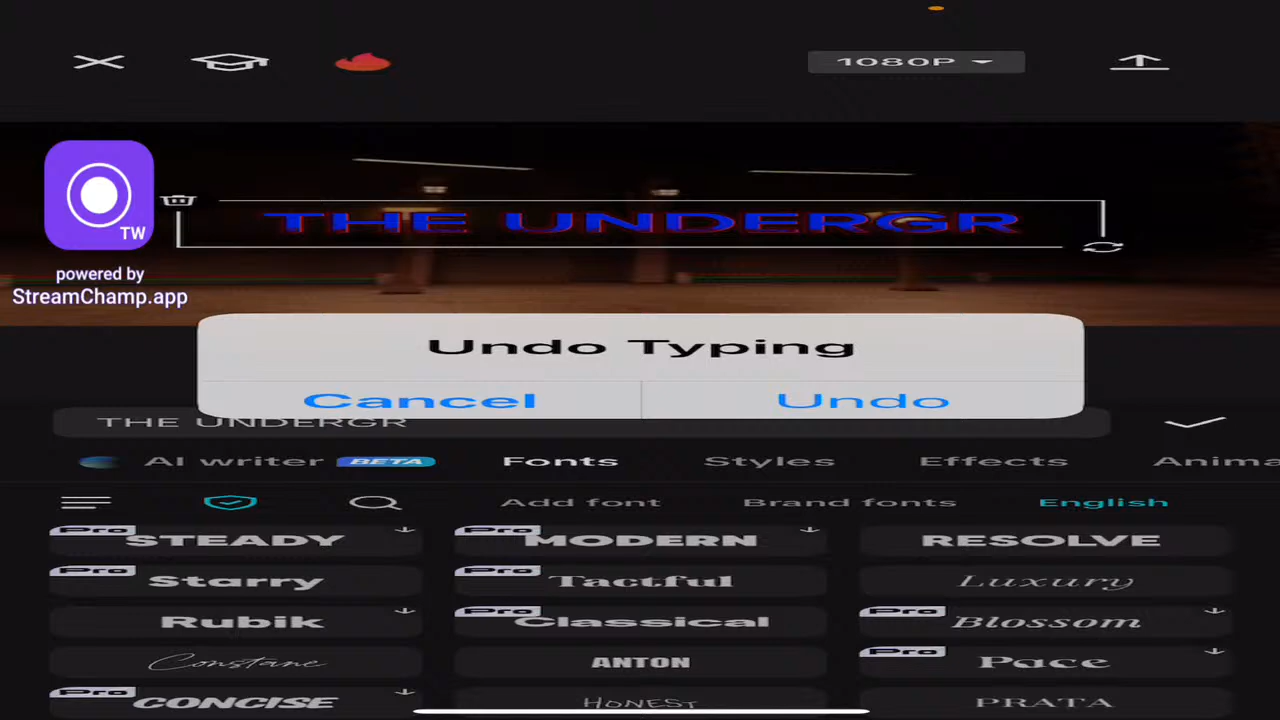 1080P
THE UNDERGR
TW
powered by
StreamChamp.app
Undo Typing
Cancel Undo
THE UNDERGR
AI writer BETA Fonts Styles Effects Anima
Add font Brand fonts English
Pro STEADY Pro MODERN RESOLVE
Pro Starry Pro Tactful Luxury
Rubik Pro Classical Pro Blossom
Constane ANTON Pro Pace
Pro CONCISE HONEST PRATA